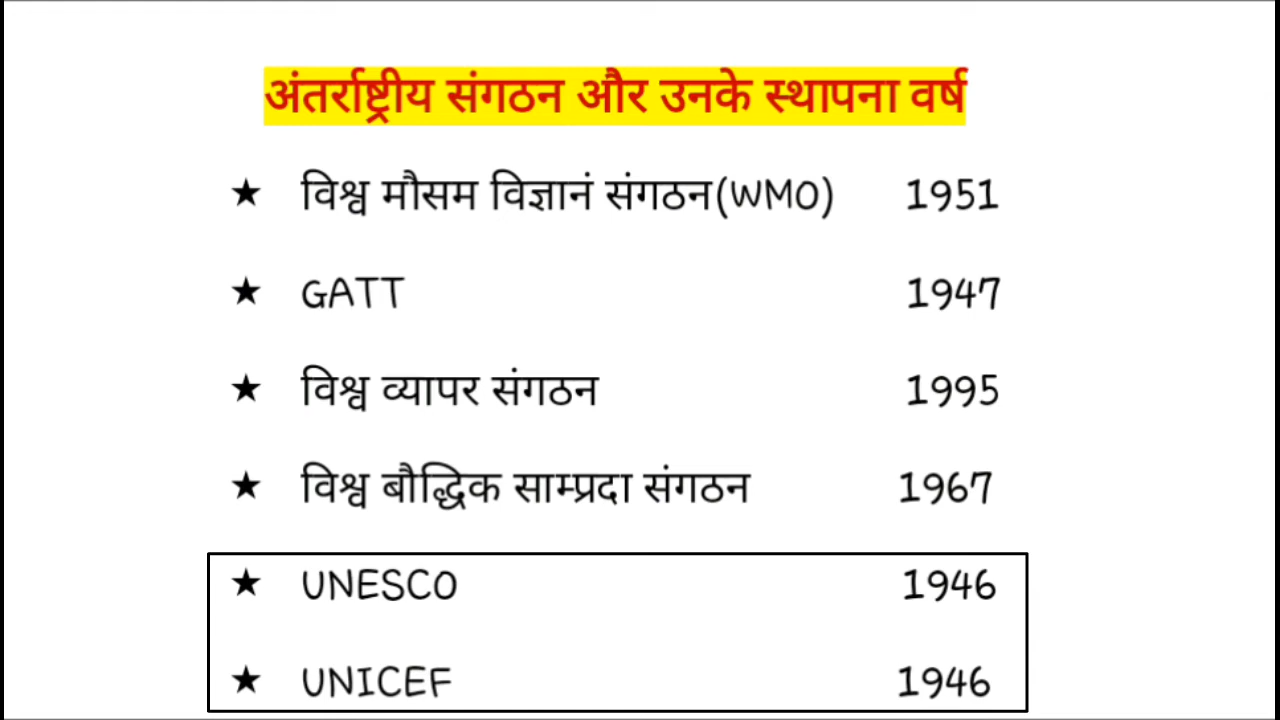 अंतर्राष्ट्रीय संगठन और उनके स्थापना वर्ष
★ विश्व मौसम विज्ञानं संगठन(WMO) 1951
★ GATT 1947
★ विश्व व्यापर संगठन 1995
★ विश्व बौद्धिक साम्प्रदा संगठन 1967
★ UNESCO 1946
★ UNICEF 1946